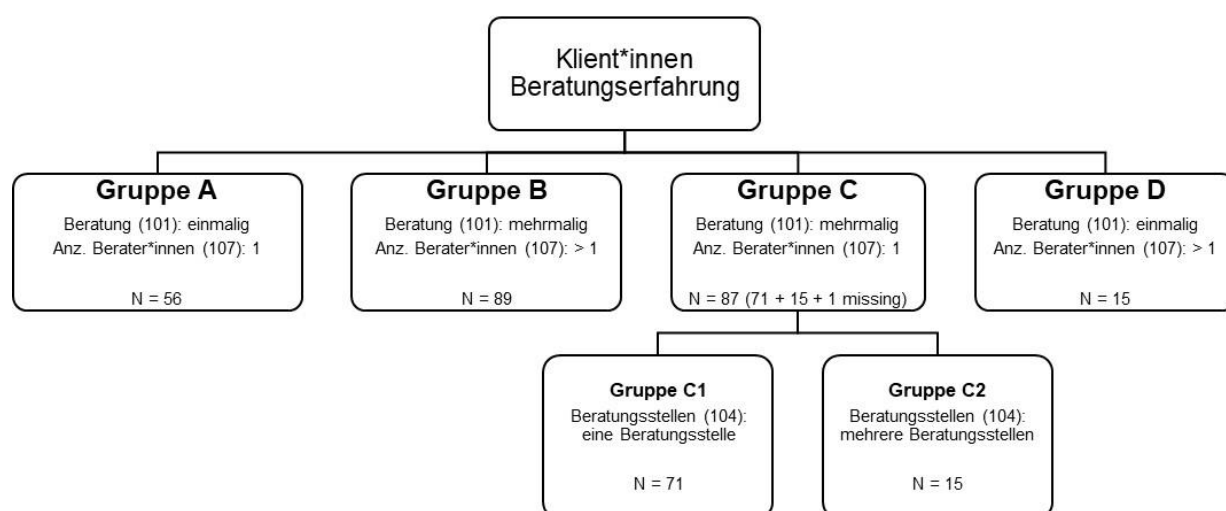 Klient*innen
Beratungserfahrung
Gruppe A
Beratung (101): einmalig
Anz. Berater*innen (107): 1
N = 56
Gruppe B
Beratung (101): mehrmalig
Anz. Berater*innen (107): > 1
N = 89
Gruppe C
Beratung (101): mehrmalig
Anz. Berater*innen (107): 1
N = 87 (71 + 15 + 1 missing)
Gruppe D
Beratung (101): einmalig
Anz. Berater*innen (107): > 1
N = 15
Gruppe C1
Beratungsstellen (104):
eine Beratungsstelle
N = 71
Gruppe C2
Beratungsstellen (104):
mehrere Beratungsstellen
N = 15